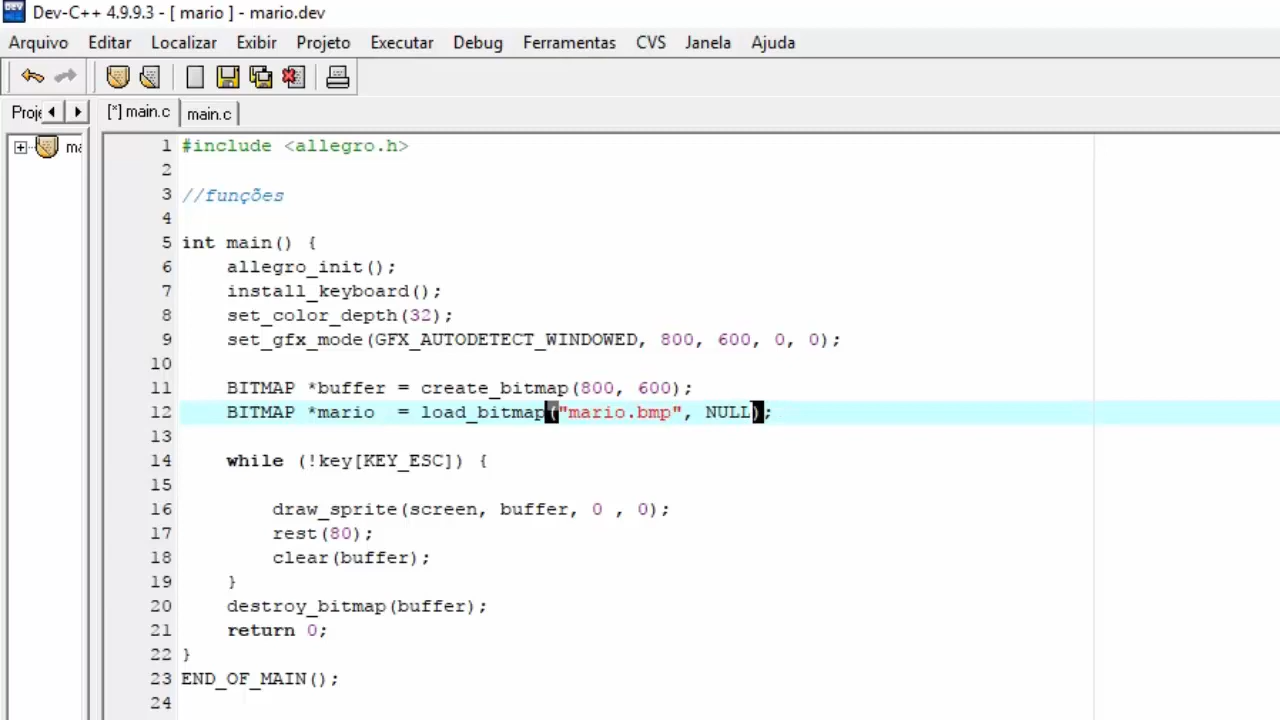 Dev-C++ 4.9.9.3 - [ mario ] - mario.dev
Arquivo Editar Localizar Exibir Projeto Executar Debug Ferramentas CVS Janela Ajuda
Proje [*] main.c main.c
ma
1 #include <allegro.h>
2
3 //funções
4
5 int main() {
6 allegro_init();
7 install_keyboard();
8 set_color_depth(32);
9 set_gfx_mode(GFX_AUTODETECT_WINDOWED, 800, 600, 0, 0);
10
11 BITMAP *buffer = create_bitmap(800, 600);
12 BITMAP *mario  = load_bitmap("mario.bmp", NULL);
13
14 while (!key[KEY_ESC]) {
15
16 draw_sprite(screen, buffer, 0 , 0);
17 rest(80);
18 clear(buffer);
19 }
20 destroy_bitmap(buffer);
21 return 0;
22 }
23 END_OF_MAIN();
24